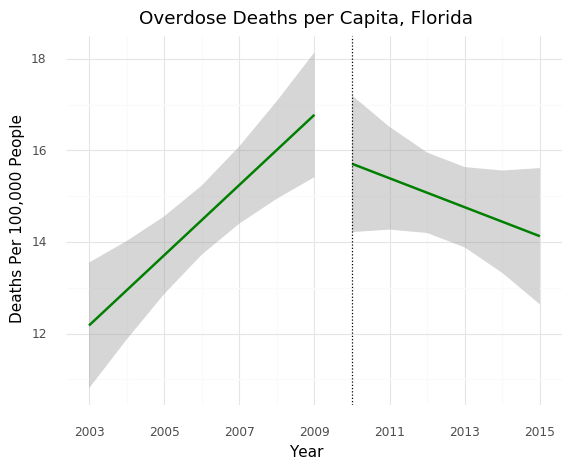 Overdose Deaths per Capita, Florida
Deaths Per 100,000 People
18
16
14
12
2003 2005 2007 2009 2011 2013 2015
Year